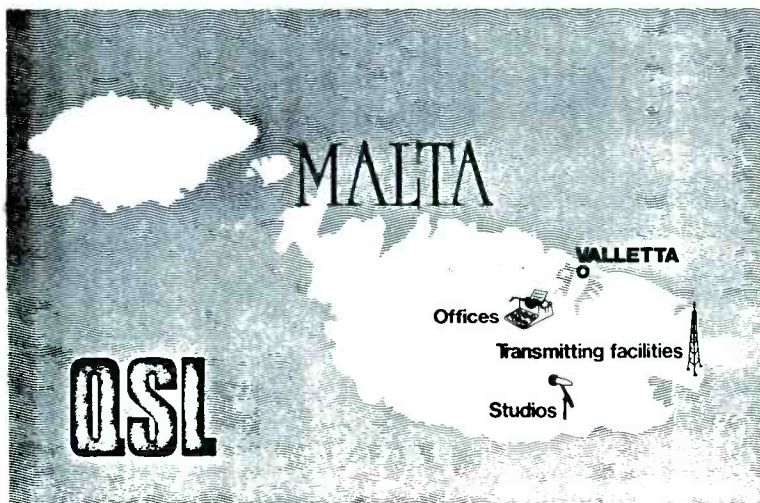 MALTA
VALLETTA
Offices
Transmitting facilities
Studios
QSL